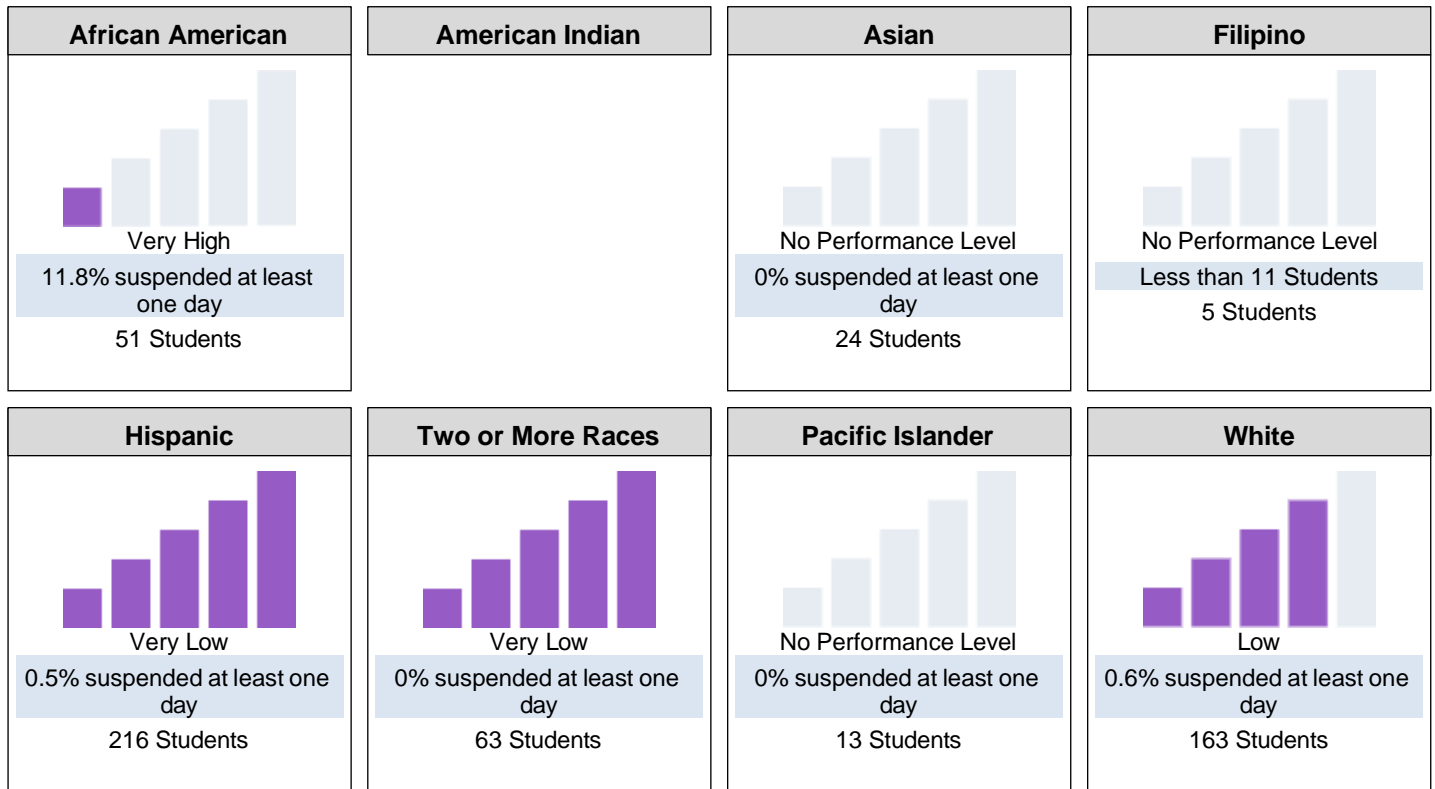 African American
American Indian
Asian
Filipino
Very High
11.8% suspended at least
one day
51 Students
No Performance Level
0% suspended at least one
day
24 Students
No Performance Level
Less than 11 Students
5 Students
Hispanic
Two or More Races
Pacific Islander
White
Very Low
0.5% suspended at least one
day
216 Students
Very Low
0% suspended at least one
day
63 Students
No Performance Level
0% suspended at least one
day
13 Students
Low
0.6% suspended at least one
day
163 Students